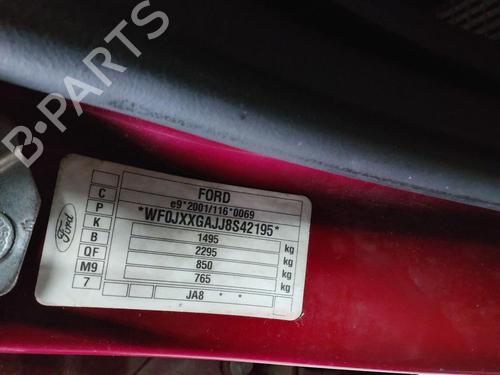 B-PARTS
Ford
C FORD
P e9*2001/116*0069
K *WF0JXXGAJJ8S42195*
B 1495 kg
QF 2295 kg
M9 850 kg
7 765 kg
JA8 * *